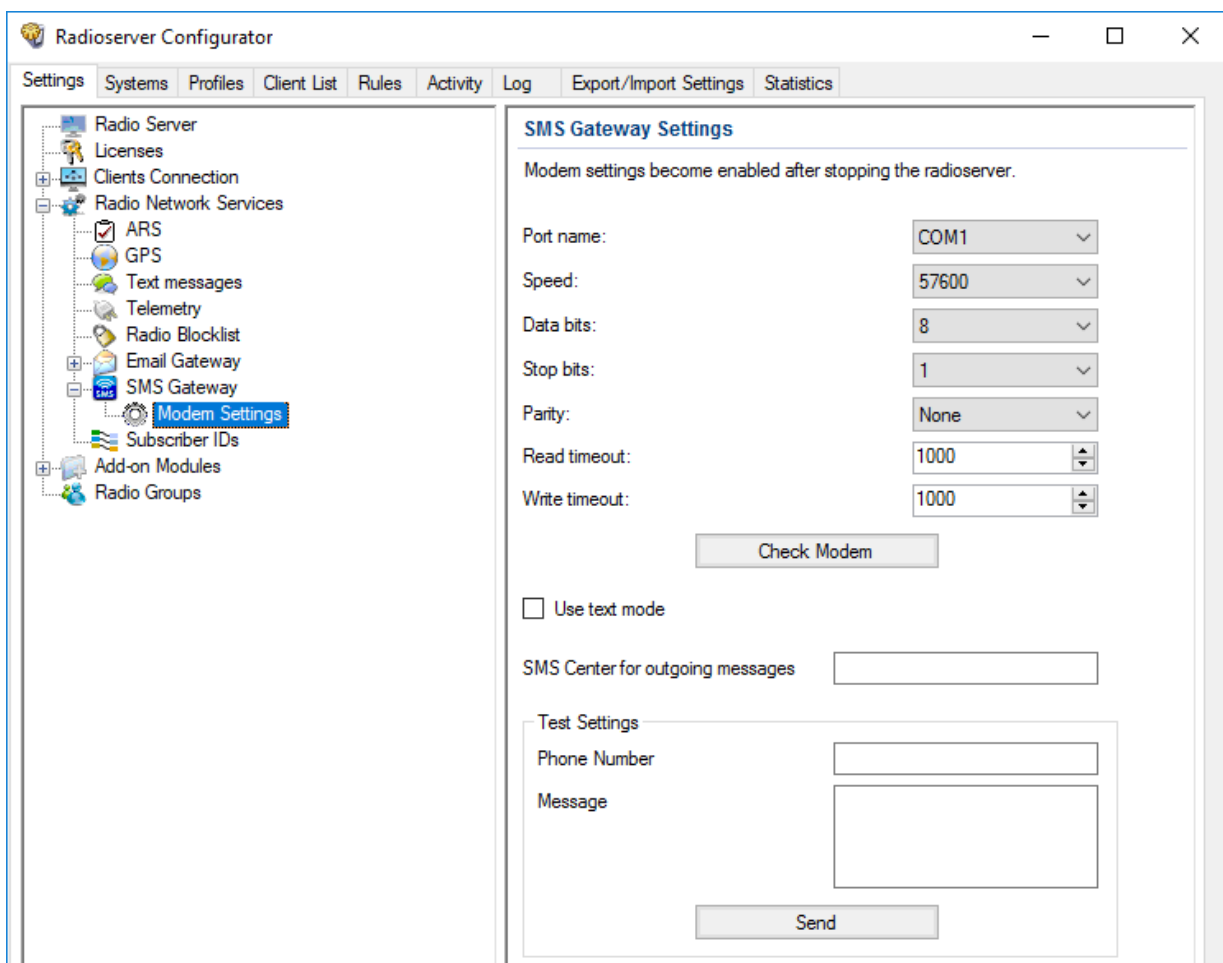 Radioserver Configurator
Settings Systems Profiles Client List Rules Activity Log Export/Import Settings Statistics
Radio Server
Licenses
Clients Connection
Radio Network Services
ARS
GPS
Text messages
Telemetry
Radio Blocklist
Email Gateway
SMS
SMS Gateway
Modem Settings
Subscriber IDs
Add-on Modules
Radio Groups
SMS Gateway Settings
Modem settings become enabled after stopping the radioserver.
Port name: COM1
Speed: 57600
Data bits: 8
Stop bits: 1
Parity: None
Read timeout: 1000
Write timeout: 1000
Check Modem
Use text mode
SMS Center for outgoing messages
Test Settings
Phone Number
Message
Send